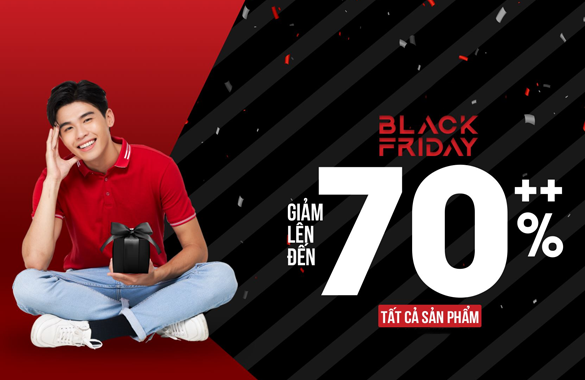 BLACK
FRIDAY
GIẢM
LÊN
ĐẾN
70++%
TẤT CẢ SẢN PHẨM